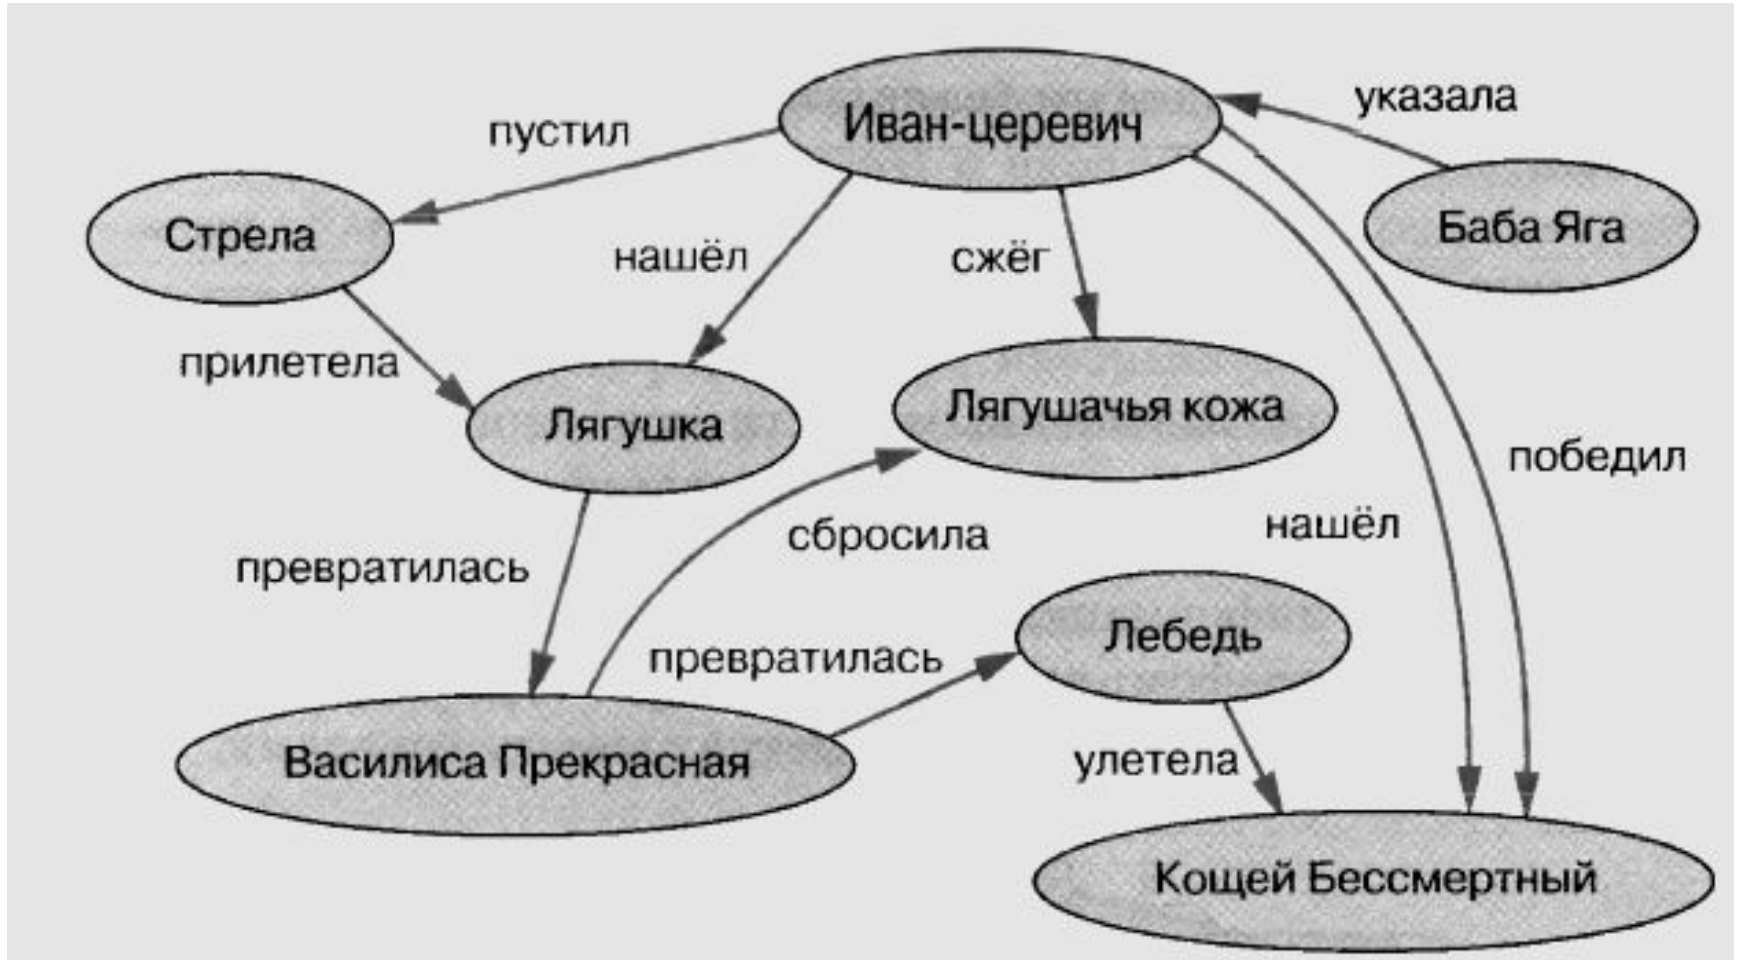 указала
Иван-церевич
пустил
Баба Яга
Стрела
нашёл
сжёг
прилетела
Лягушачья кожа
Лягушка
победил
нашёл
сбросила
превратилась
Лебедь
превратилась
улетела
Василиса Прекрасная
Кощей Бессмертный